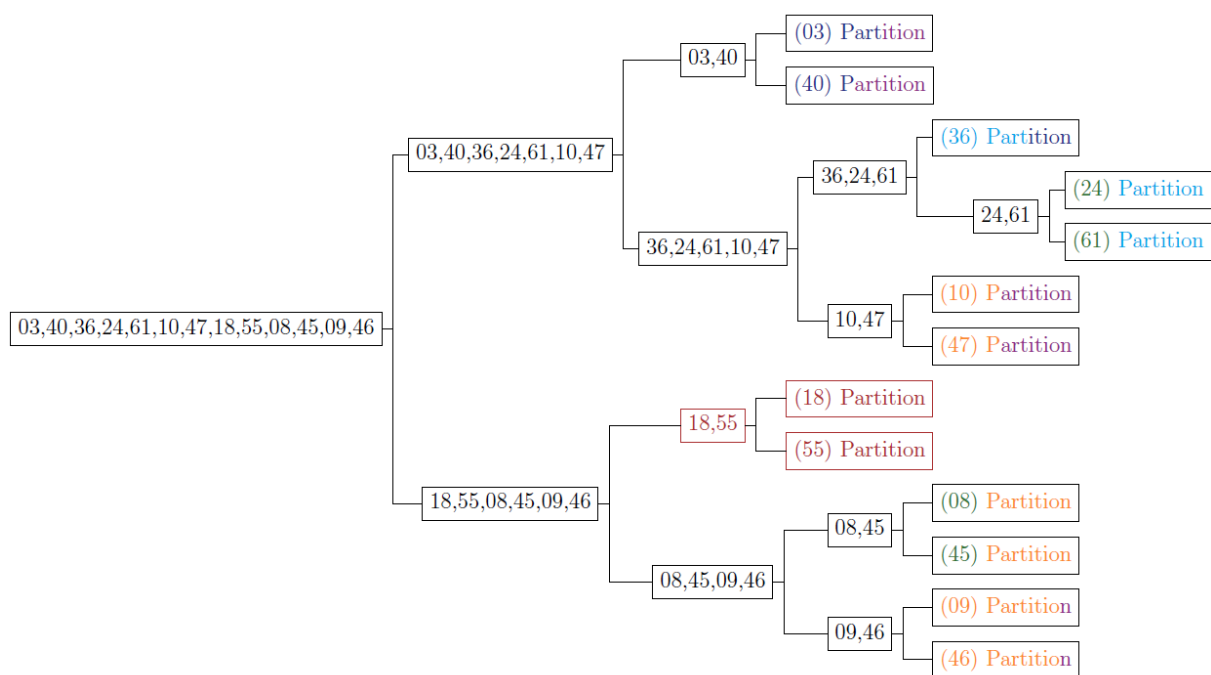 (03) Partition
03,40
(40) Partition
(36) Partition
03,40,36,24,61,10,47
36,24,61
(24) Partition
24,61
(61) Partition
36,24,61,10,47
(10) Partition
10,47
(47) Partition
03,40,36,24,61,10,47,18,55,08,45,09,46
(18) Partition
18,55
(55) Partition
18,55,08,45,09,46
(08) Partition
08,45
(45) Partition
08,45,09,46
(09) Partition
09,46
(46) Partition